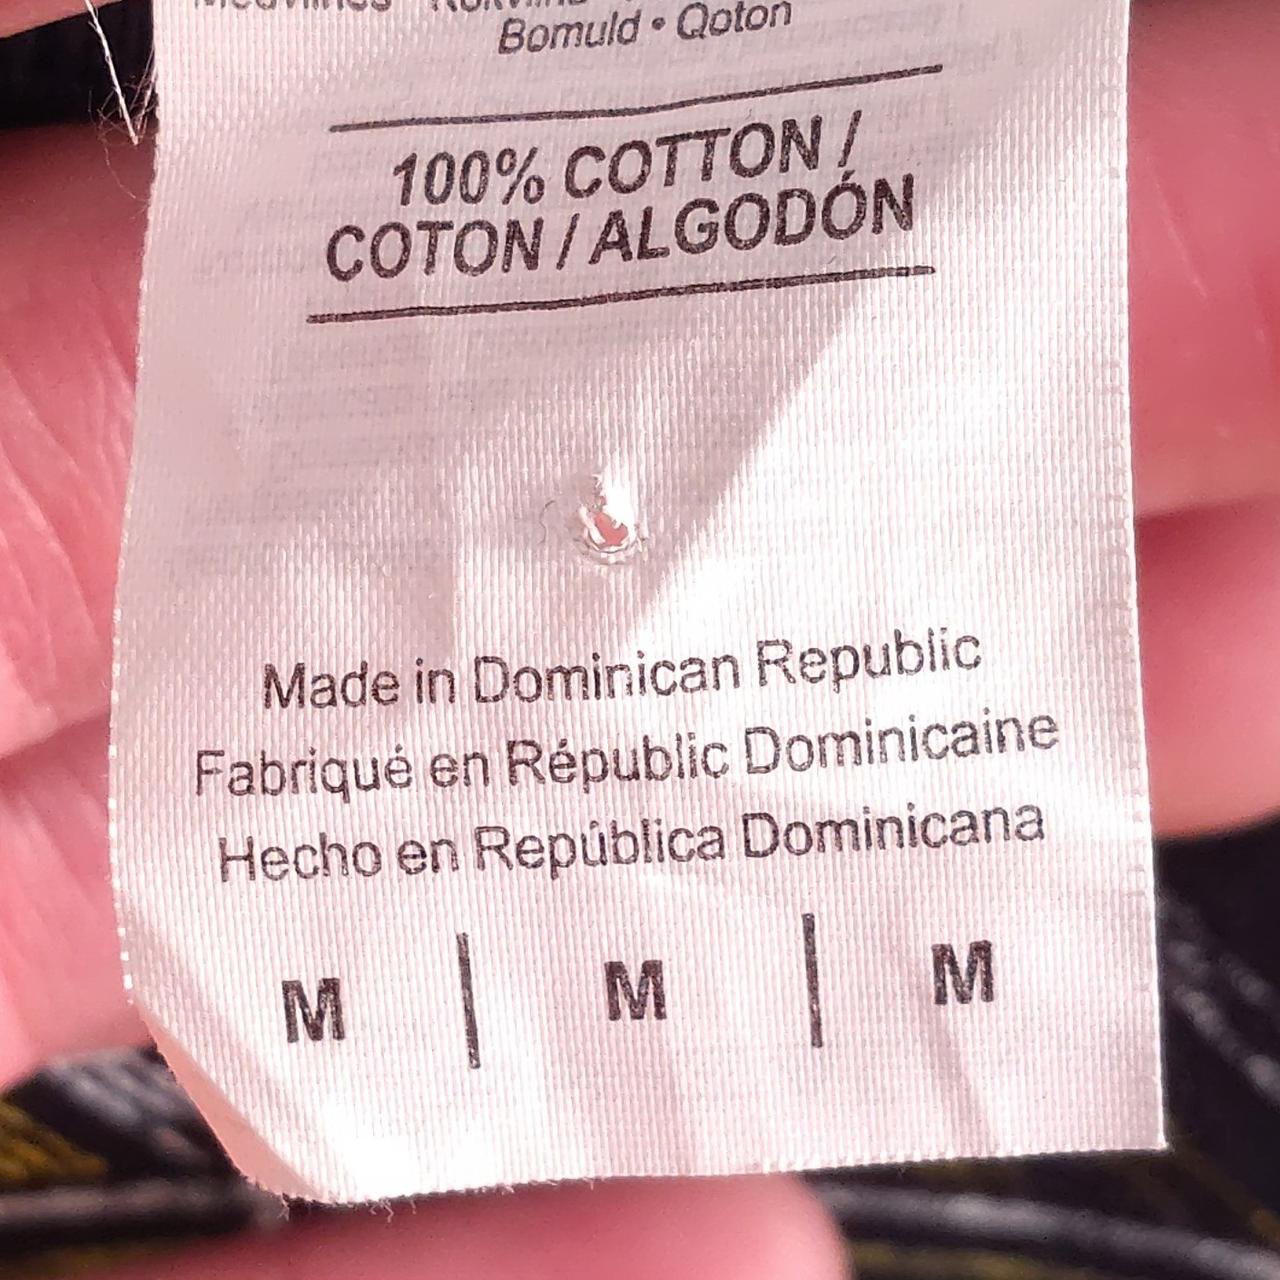 Bomuld • Qoton
100% COTTON /
COTON / ALGODÓN
Made in Dominican Republic
Fabriqué en Républic Dominicaine
Hecho en República Dominicana
M | M | M